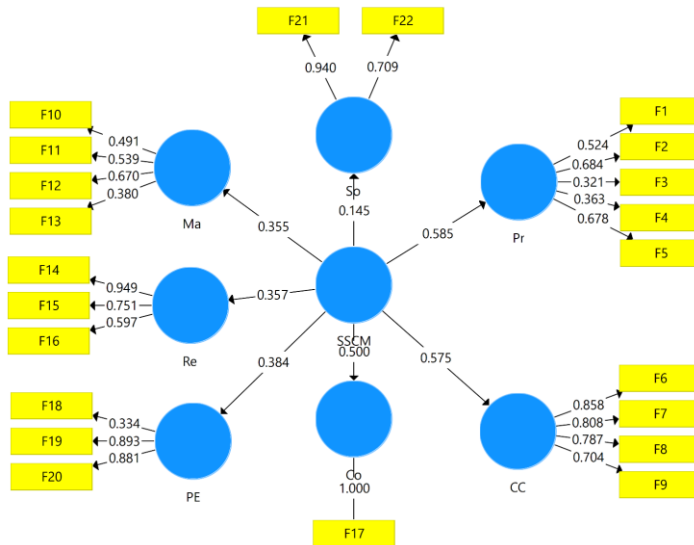 F21
F22
0.940
0.709
F10
F11
F12
F13
0.491
0.539
0.670
0.380
Ma
Sp
F1
F2
F3
F4
F5
0.524
0.684
0.321
0.363
0.678
Pr
0.355
0.145
0.585
F14
F15
F16
0.949
0.751
0.597
Re
0.357
SSCM
0.500
0.384
0.575
F18
F19
F20
0.334
0.893
0.881
PE
Co
1.000
F17
F6
F7
F8
F9
0.858
0.808
0.787
0.704
CC